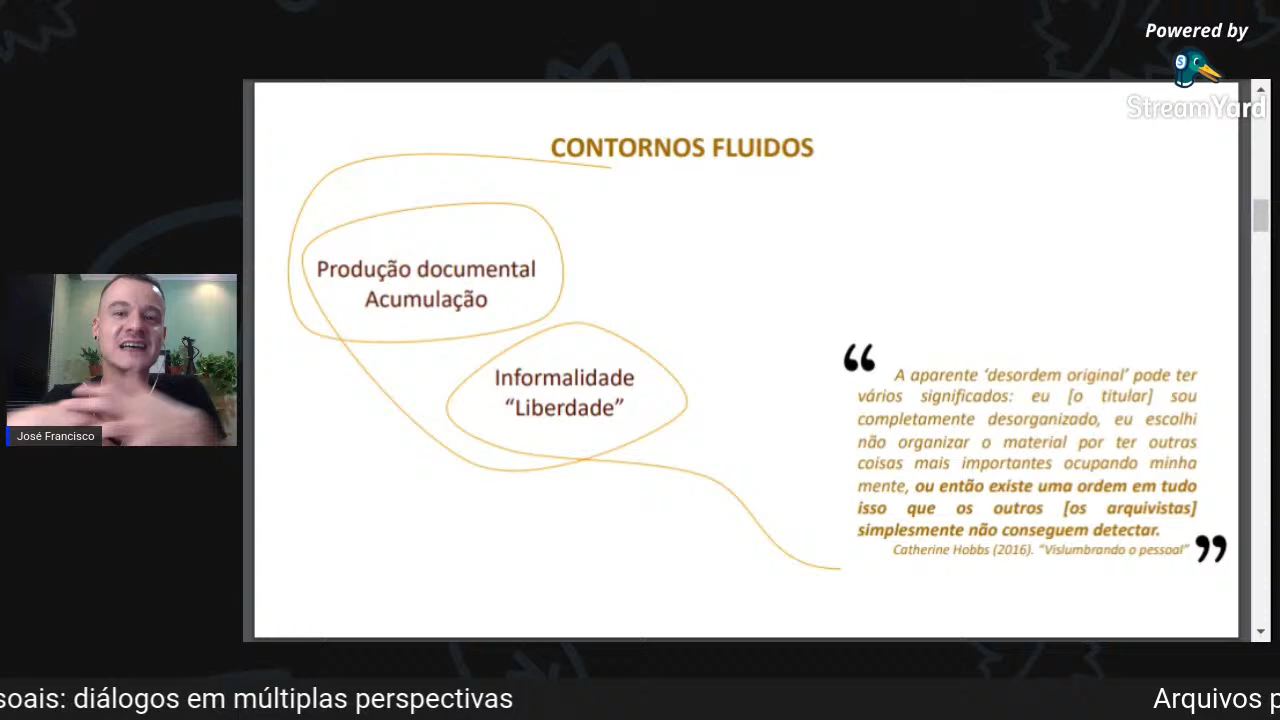 Powered by
StreamYard
CONTORNOS FLUIDOS
Produção documental
Acumulação
Informalidade
“Liberdade”
“
A aparente ‘desordem original’ pode ter
vários significados: eu [o titular] sou
completamente desorganizado, eu escolhi
não organizar o material por ter outras
coisas mais importantes ocupando minha
mente, ou então existe uma ordem em tudo
isso que os outros [os arquivistas]
simplesmente não conseguem detectar.
Catherine Hobbs (2016). “Vislumbrando o pessoal”
”
José Francisco
soais: diálogos em múltiplas perspectivas
Arquivos p